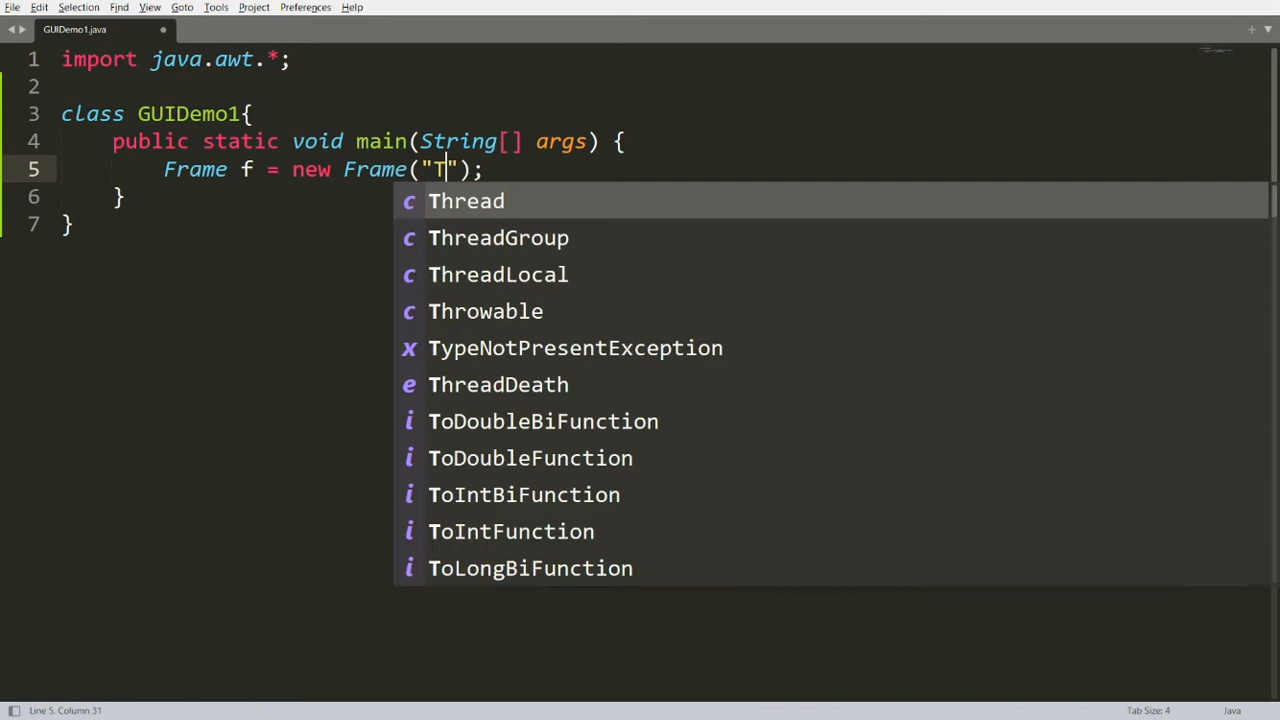 File Edit Selection Find View Goto Tools Project Preferences Help
GUIDemo1.java
1 import java.awt.*;
2
3 class GUIDemo1{
4 public static void main(String[] args) {
5 Frame f = new Frame("T");
6 }
7 }
c Thread
c ThreadGroup
c ThreadLocal
c Throwable
x TypeNotPresentException
e ThreadDeath
i ToDoubleBiFunction
i ToDoubleFunction
i ToIntBiFunction
i ToIntFunction
i ToLongBiFunction
Line 5, Column 31 Tab Size: 4 Java